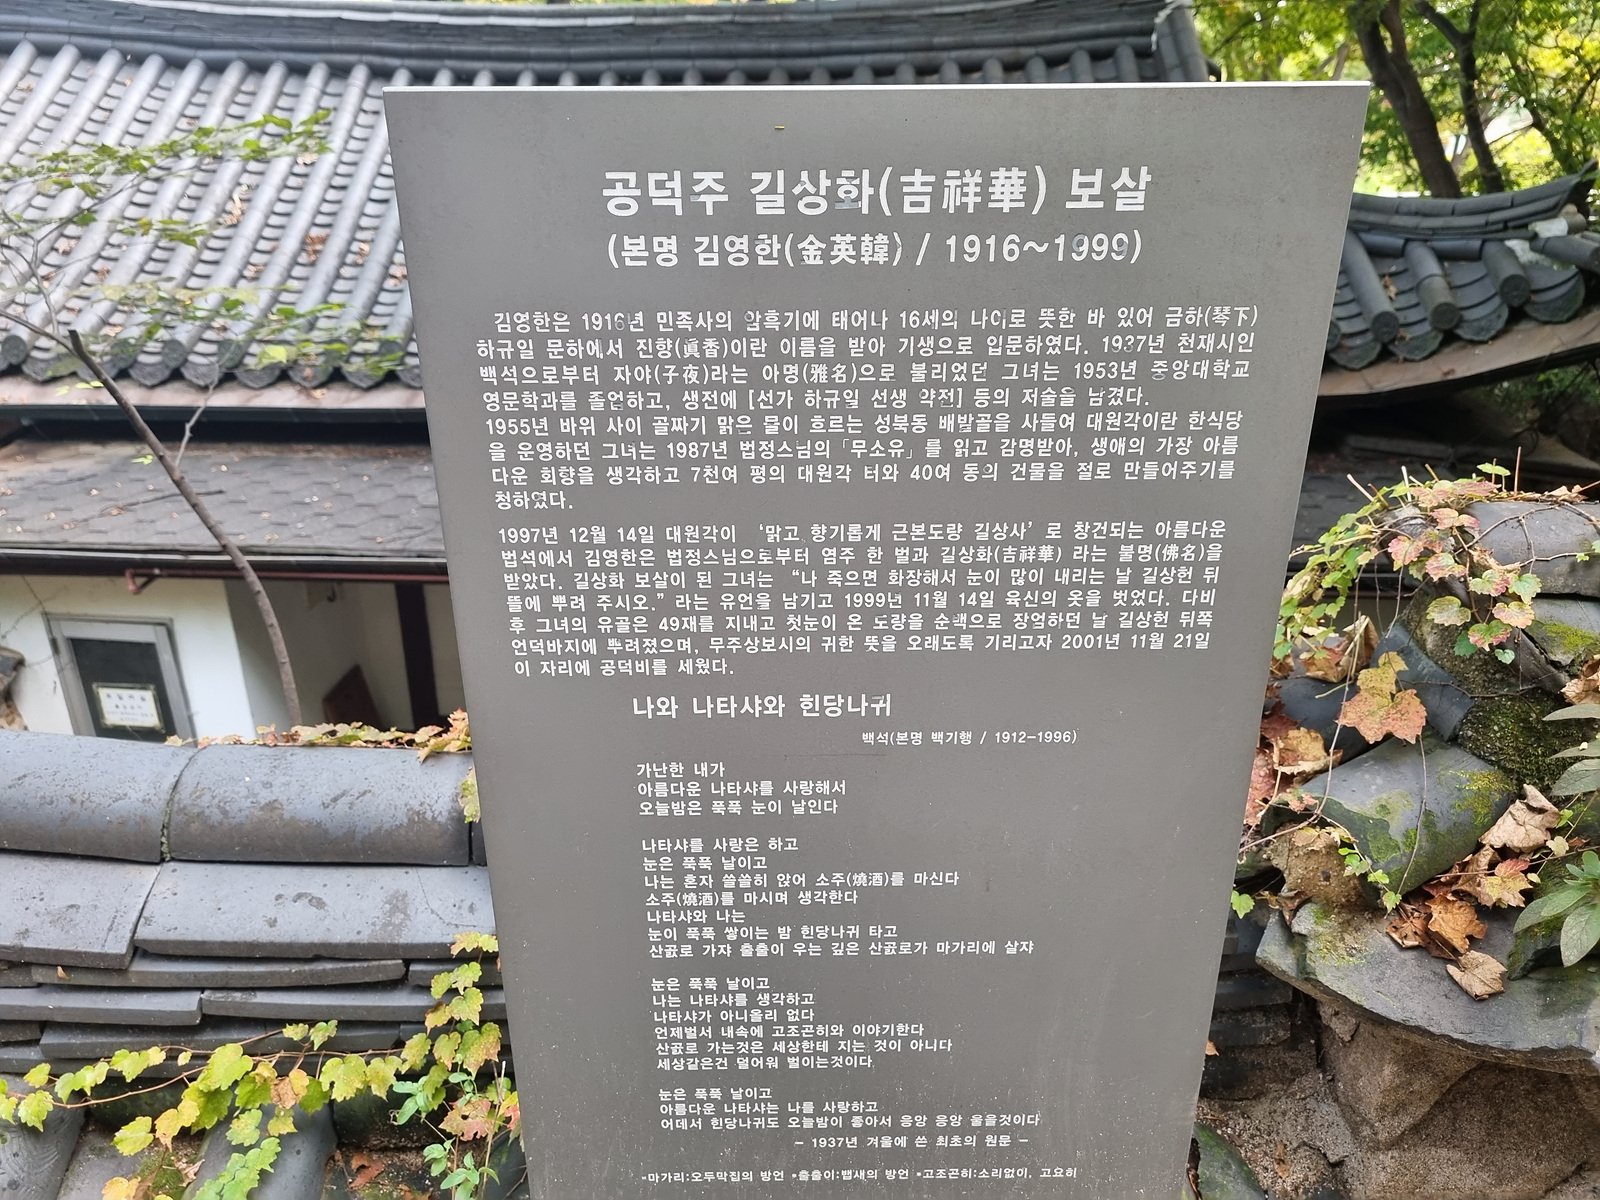 공덕주 길상화(吉祥華) 보살
(본명 김영한(金英韓) / 1916~1999)
김영한은 1916년 민족사의 암흑기에 태어나 16세의 나이로 뜻한 바 있어 금하(琴下)
하규일 문하에서 진향(眞香)이란 이름을 받아 기생으로 입문하였다. 1937년 천재시인
백석으로부터 자야(子夜)라는 아명(雅名)으로 불리었던 그녀는 1953년 중앙대학교
영문학과를 졸업하고, 생전에 [선가 하규일 선생 약전] 등의 저술을 남겼다.
1955년 바위 사이 골짜기 맑은 물이 흐르는 성북동 배밭골을 사들여 대원각이란 한식당
을 운영하던 그녀는 1987년 법정스님의 「무소유」를 읽고 감명받아, 생애의 가장 아름
다운 회향을 생각하고 7천여 평의 대원각 터와 40여 동의 건물을 절로 만들어주기를
청하였다.
1997년 12월 14일 대원각이 ‘맑고 향기롭게 근본도량 길상사’로 창건되는 아름다운
법석에서 김영한은 법정스님으로부터 염주 한 벌과 길상화(吉祥華) 라는 불명(佛名)을
받았다. 길상화 보살이 된 그녀는 “나 죽으면 화장해서 눈이 많이 내리는 날 길상헌 뒤
뜰에 뿌려 주시오.” 라는 유언을 남기고 1999년 11월 14일 육신의 옷을 벗었다. 다비
후 그녀의 유골은 49재를 지내고 첫눈이 온 도량을 순백으로 장엄하던 날 길상헌 뒤쪽
언덕바지에 뿌려졌으며, 무주상보시의 귀한 뜻을 오래도록 기리고자 2001년 11월 21일
이 자리에 공덕비를 세웠다.
나와 나타샤와 힌당나귀
백석(본명 백기행 / 1912-1996)
가난한 내가
아름다운 나타샤를 사랑해서
오늘밤은 푹푹 눈이 날인다
나타샤를 사랑은 하고
눈은 푹푹 날이고
나는 혼자 쓸쓸히 앉어 소주(燒酒)를 마신다
소주(燒酒)를 마시며 생각한다
나타샤와 나는
눈이 푹푹 쌓이는 밤 힌당나귀 타고
산곬로 가쟈 출출이 우는 깊은 산곬로가 마가리에 살쟈
눈은 푹푹 날이고
나는 나타샤를 생각하고
나타샤가 아니올리 없다
언제벌서 내속에 고조곤히와 이야기한다
산곬로 가는것은 세상한테 지는 것이 아니다
세상같은건 덜어워 벌이는것이다
눈은 푹푹 날이고
아름다운 나타샤는 나를 사랑하고
어데서 힌당나귀도 오늘밤이 좋아서 응앙 응앙 울을것이다
- 1937년 겨울에 쓴 최초의 원문 -
*마가리:오두막집의 방언 *출출이:뱁새의 방언 *고조곤히:소리없이, 고요히